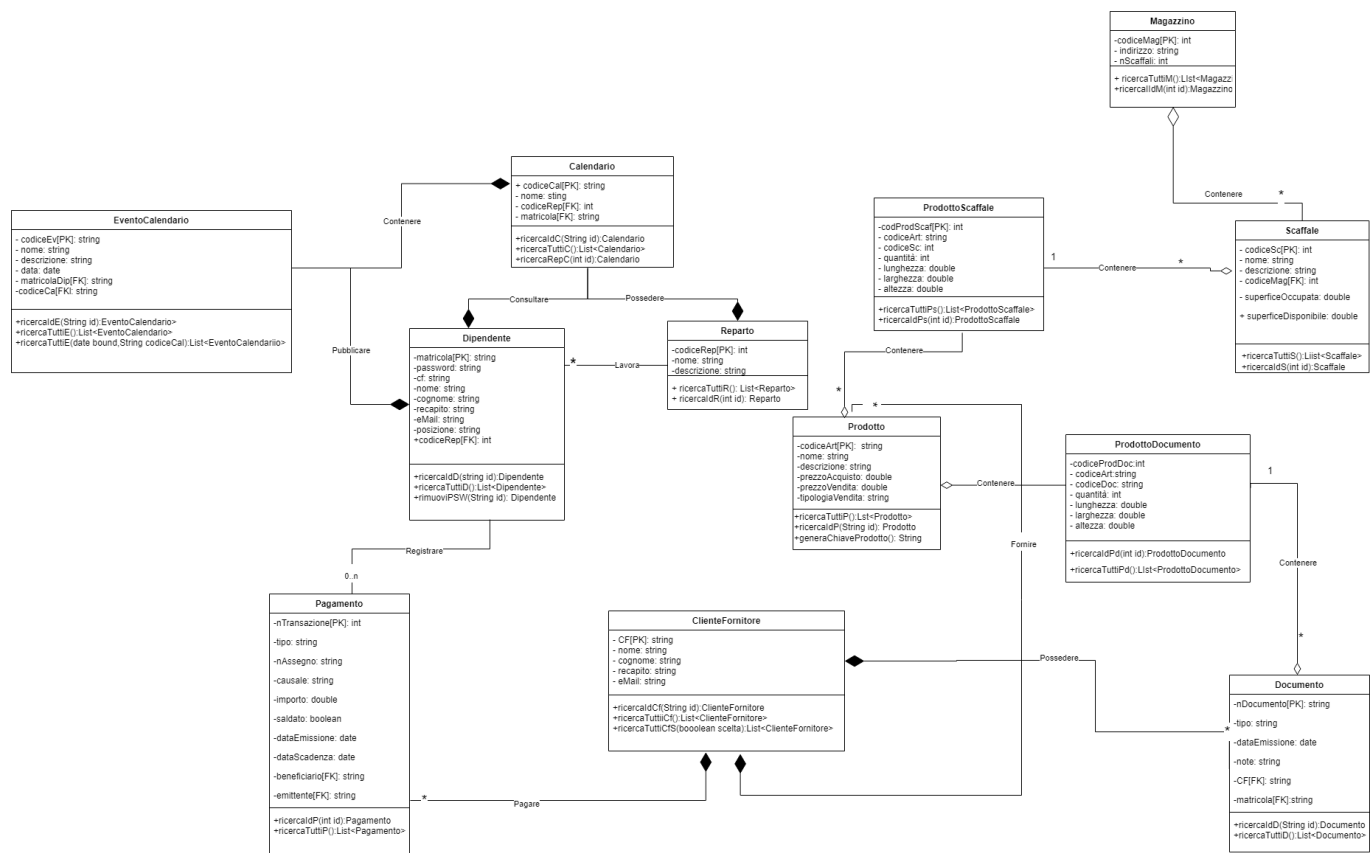 Magazzino
-codiceMag[PK]: int
- indirizzo: string
- nScaffali: int
+ ricercaTuttiM():LIst<Magazzi
+ricercaIIdM(int id):Magazzino
Contenere
*
Calendario
+ codiceCal[PK]: string
- nome: sting
- codiceRep[FK]: int
- matricola[FK]: string
+ricercaIdC(String id):Calendario
+ricercaTuttiC():List<Calendario>
+ricercaRepC(int id):Calendario
Contenere
EventoCalendario
- codiceEv[PK]: string
- nome: string
- descrizione: string
- data: date
- matricolaDip[FK]: string
-codiceCa[FKI: string
+ricercaIdE(String id):EventoCalendario>
+ricercaTuttiE():List<EventoCalendario>
+ricercaTuttiE(date bound,String codiceCal):List<EventoCalendariio>
Pubblicare
Consultare
Possedere
ProdottoScaffale
-codProdScaf[PK]: int
- codiceArt: string
- codiceSc: int
- quantità: int
- lunghezza: double
- larghezza: double
- altezza: double
+ricercaTuttiPs():List<ProdottoScaffale>
+ricercaIdPs(int id):ProdottoScaffale
1
Contenere
*
Scaffale
- codiceSc[PK]: int
- nome: string
- descrizione: string
- codiceMag[FK]: int
- superficeOccupata: double
+ superficeDisponibile: double
+ricercaTuttiS():Liist<Scaffale>
+ricercaIdS(int id):Scaffale
Dipendente
-matricola[PK]: string
-password: string
-cf: string
-nome: string
-cognome: string
-recapito: string
-eMail: string
-posizione: string
+codiceRep[FK]: int
+ricercaIdD(string id):Dipendente
+ricercaTuttiD():List<Dipendente>
+rimuoviPSW(String id): Dipendente
*
Lavora
Reparto
-codiceRep[PK]: int
-nome: string
-descrizione: string
+ ricercaTuttiR(): List<Reparto>
+ ricercaIdR(int id): Reparto
Contenere
*
*
Prodotto
-codiceArt[PK]: string
-nome: string
-descrizione: string
-prezzoAcquisto: double
-prezzoVendita: double
-tipologiaVendita: string
+ricercaTuttiP():Lst<Prodotto>
+ricercaIdP(String id): Prodotto
+generaChiaveProdotto(): String
Contenere
ProdottoDocumento
-codiceProdDoc:int
- codiceArt:string
- codiceDoc: string
- quantità: int
- lunghezza: double
- larghezza: double
- altezza: double
+ricercaIdPd(int id):ProdottoDocumento
+ricercaTuttiPd():LIst<ProdottoDocumento>
1
Contenere
*
Fornire
Registrare
0..n
Pagamento
-nTransazione[PK]: int
-tipo: string
-nAssegno: string
-causale: string
-importo: double
-saldato: boolean
-dataEmissione: date
-dataScadenza: date
-beneficiario[FK]: string
-emittente[FK]: string
+ricercaIdP(int id):Pagamento
+ricercaTuttiP():List<Pagamento>
*
Pagare
ClienteFornitore
- CF[PK]: string
- nome: string
- cognome: string
- recapito: string
- eMail: string
+ricercaIdCf(String id):ClienteFornitore
+ricercaTuttiiCf():List<ClienteFornitore>
+ricercaTuttiCfS(booolean scelta):List<ClienteFornitore>
Possedere
*
Documento
-nDocumento[PK]: string
-tipo: string
-dataEmissione: date
-note: string
-CF[FK]: string
-matricola[FK]:string
+ricercaIdD(String id):Documento
+ricercaTuttiD():List<Documento>